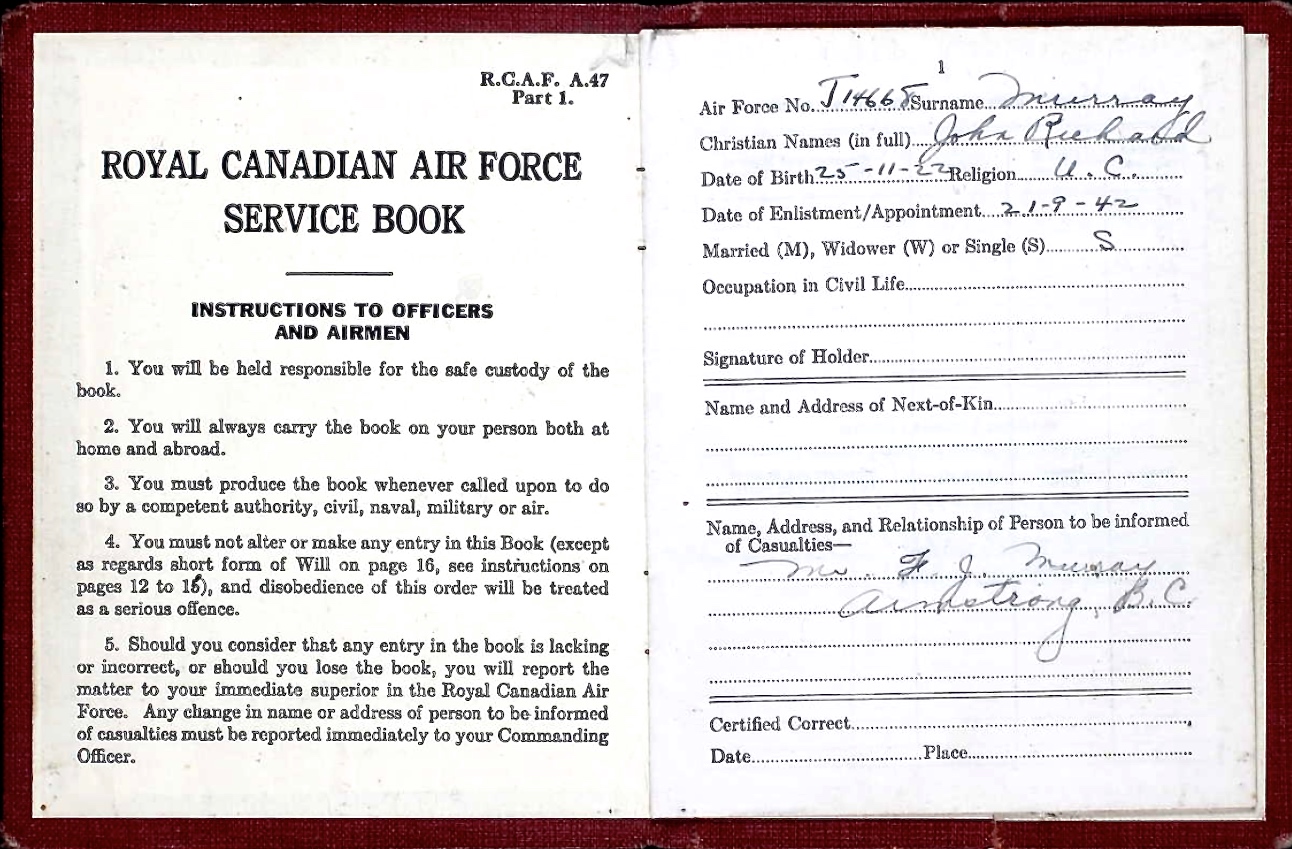 R.C.A.F. A.47
Part 1.
ROYAL CANADIAN AIR FORCE
SERVICE BOOK
INSTRUCTIONS TO OFFICERS
AND AIRMEN
1. You will be held responsible for the safe custody of the
book.
2. You will always carry the book on your person both at
home and abroad.
3. You must produce the book whenever called upon to do
so by a competent authority, civil, naval, military or air.
4. You must not alter or make any entry in this Book (except
as regards short form of Will on page 16, see instructions on
pages 12 to 15), and disobedience of this order will be treated
as a serious offence.
5. Should you consider that any entry in the book is lacking
or incorrect, or should you lose the book, you will report the
matter to your immediate superior in the Royal Canadian Air
Force. Any change in name or address of person to be informed
of casualties must be reported immediately to your Commanding
Officer.
1
Air Force No. J14665 Surname Murray
Christian Names (in full) John Richard
Date of Birth 25-11-22 Religion U.C.
Date of Enlistment/Appointment 21-9-42
Married (M), Widower (W) or Single (S) S
Occupation in Civil Life
Signature of Holder
Name and Address of Next-of-Kin
Name, Address, and Relationship of Person to be informed
of Casualties—
F. J. Murray
Armstrong, B.C.
Certified Correct
Date Place